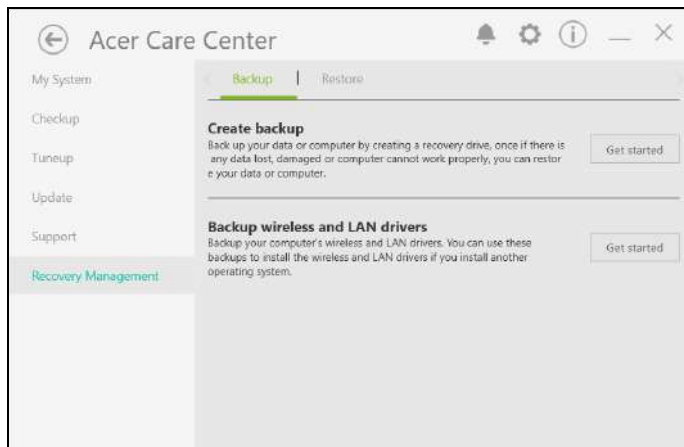 Acer Care Center
My System
Checkup
Tuneup
Update
Support
Recovery Management
Backup | Restore
Create backup
Back up your data or computer by creating a recovery drive, once if there is
any data lost, damaged or computer cannot work properly, you can restor
e your data or computer.
Get started
Backup wireless and LAN drivers
Backup your computer's wireless and LAN drivers. You can use these
backups to install the wireless and LAN drivers if you install another
operating system.
Get started